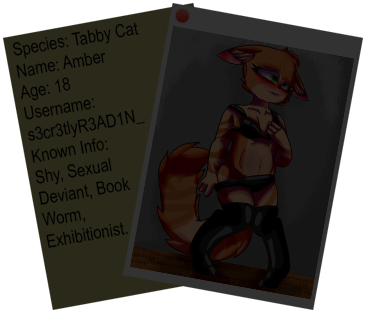 Species: Tabby Cat
Name: Amber
Age: 18
Username:
s3cr3tlyR3AD1N_
Known Info:
Shy, Sexual
Deviant, Book
Worm,
Exhibitionist.